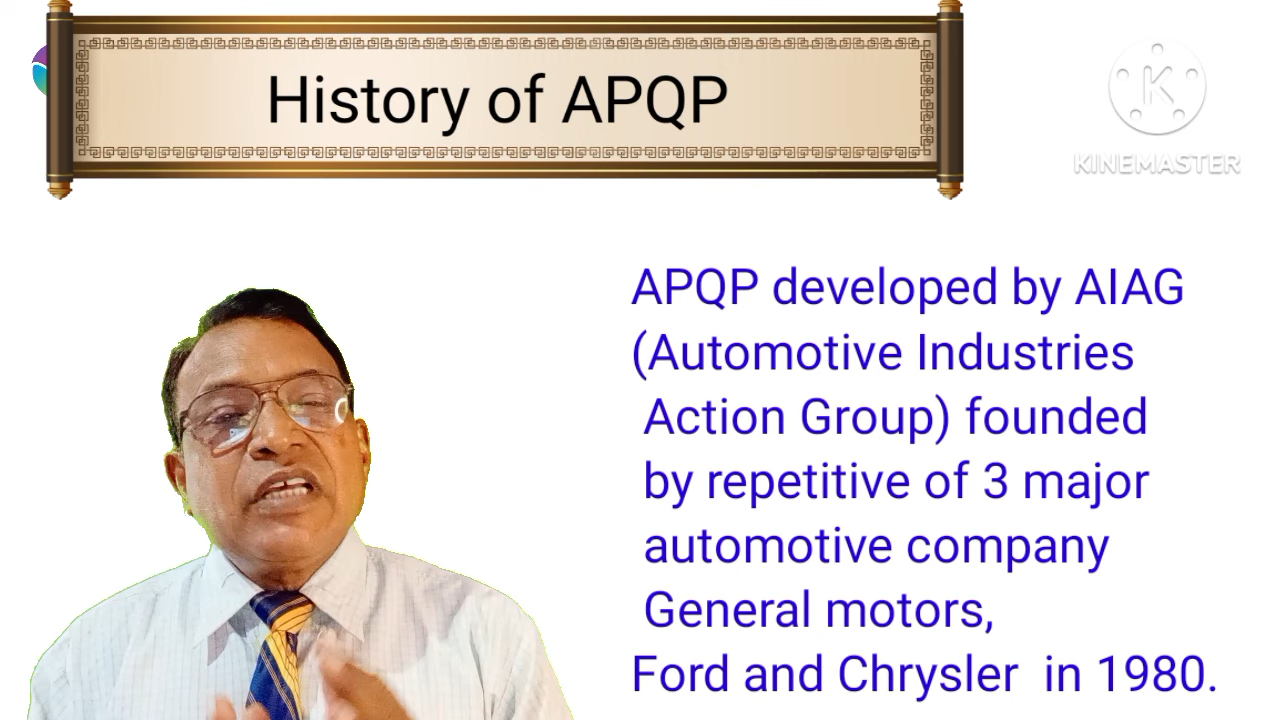 History of APQP
KINEMASTER
APQP developed by AIAG
(Automotive Industries
Action Group) founded
by repetitive of 3 major
automotive company
General motors,
Ford and Chrysler in 1980.